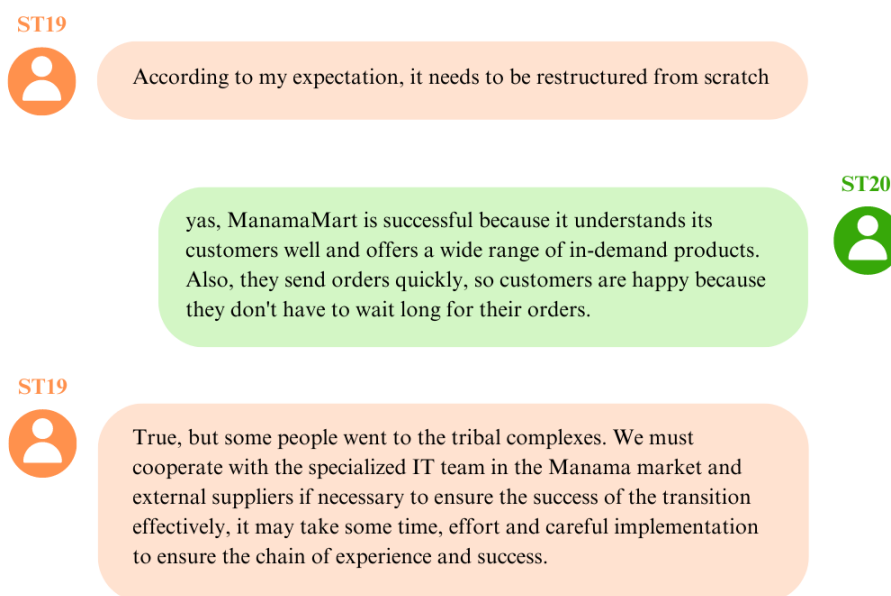 ST19
According to my expectation, it needs to be restructured from scratch
ST20
yas, ManamaMart is successful because it understands its
customers well and offers a wide range of in-demand products.
Also, they send orders quickly, so customers are happy because
they don't have to wait long for their orders.
ST19
True, but some people went to the tribal complexes. We must
cooperate with the specialized IT team in the Manama market and
external suppliers if necessary to ensure the success of the transition
effectively, it may take some time, effort and careful implementation
to ensure the chain of experience and success.